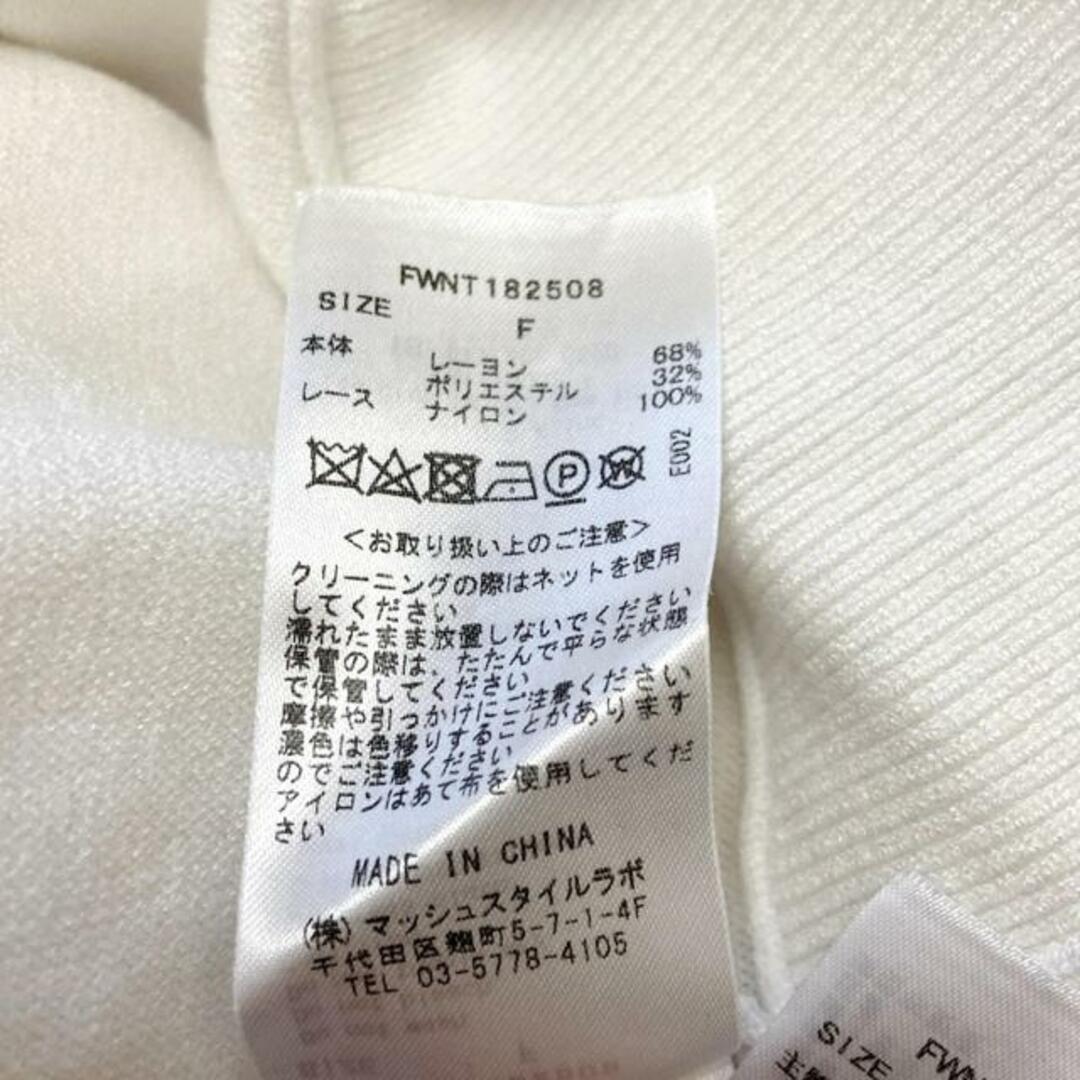 FWNT182508
SIZE
F
本体 レーヨン 68%
ポリエステル 32%
レース ナイロン 100%
P
W
E002
<お取り扱い上のご注意>
クリーニングの際はネットを使用
してください
濡れたまま放置しないでください
保管の際は、たたんで平らな状態
で保管してください
摩擦や引っかけにご注意ください
濃色は色移りすることがあります
のでご注意ください
アイロンはあて布を使用してくだ
さい
MADE IN CHINA
(株)マッシュスタイルラボ
千代田区麹町5-7-1-4F
TEL 03-5778-4105
FWN
SIZE